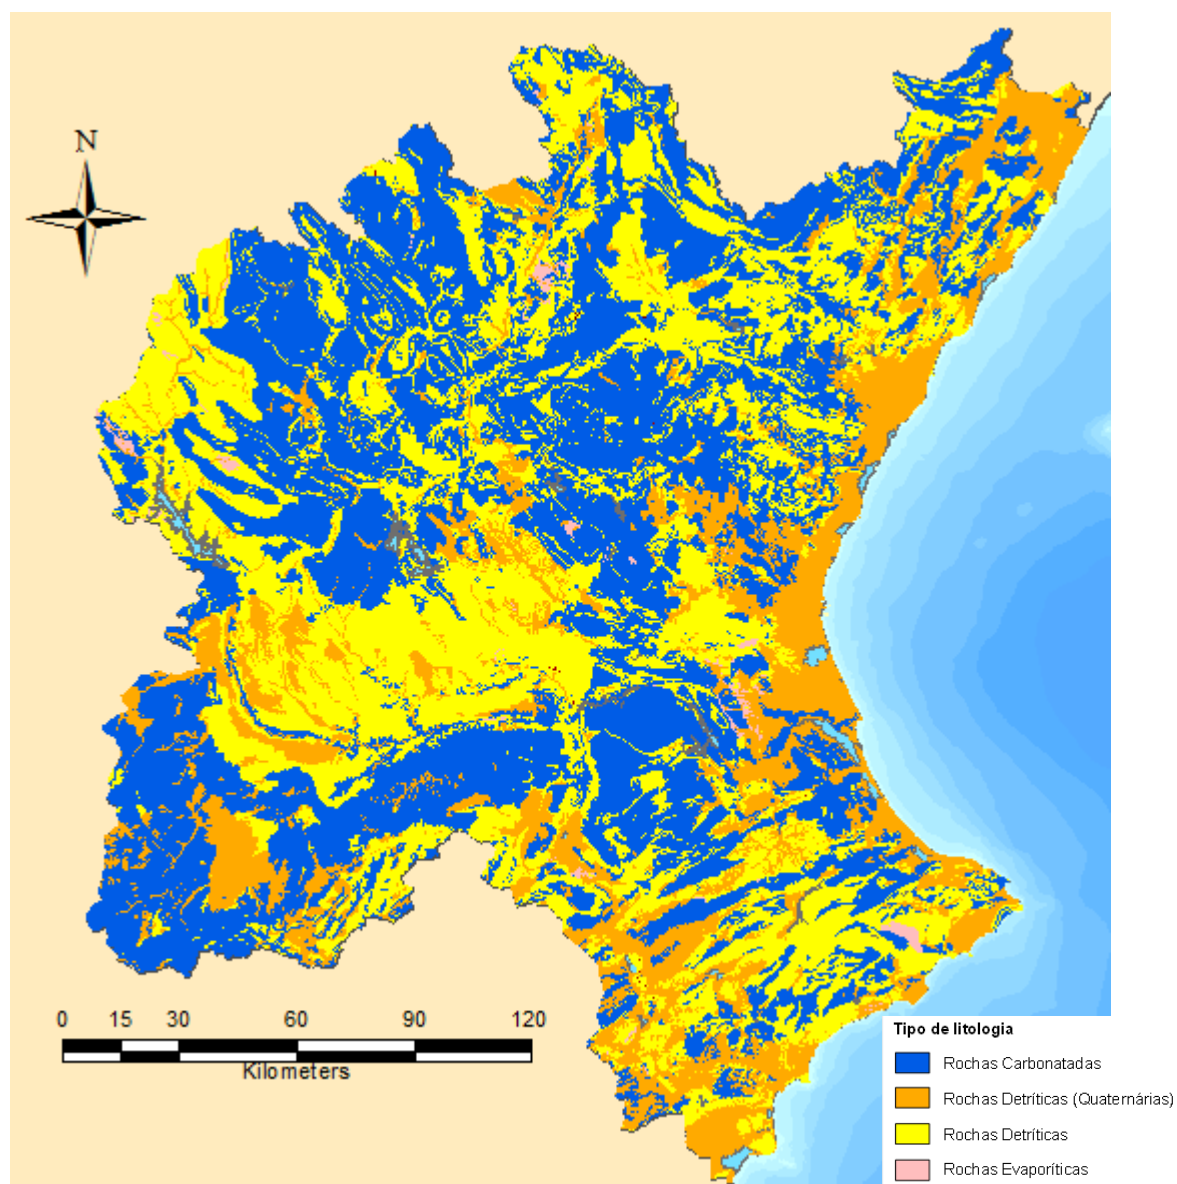 N
0 15 30 60 90 120
Kilometers
Tipo de litologia
Rochas Carbonatadas
Rochas Detríticas (Quaternárias)
Rochas Detríticas
Rochas Evaporíticas